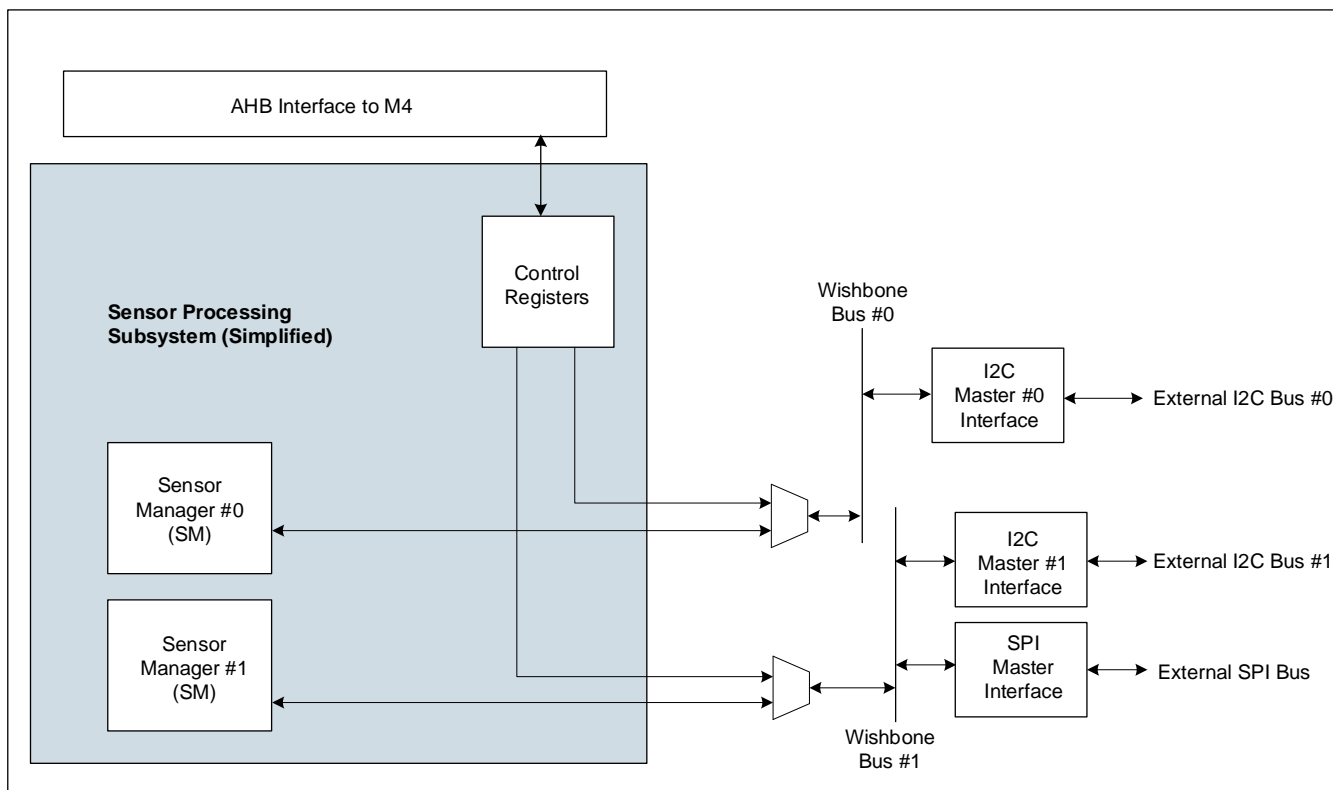 AHB Interface to M4
Control
Registers
Sensor Processing
Subsystem (Simplified)
Wishbone
Bus #0
I2C
Master #0
Interface
External I2C Bus #0
Sensor
Manager #0
(SM)
I2C
Master #1
Interface
External I2C Bus #1
Sensor
Manager #1
(SM)
SPI
Master
Interface
External SPI Bus
Wishbone
Bus #1